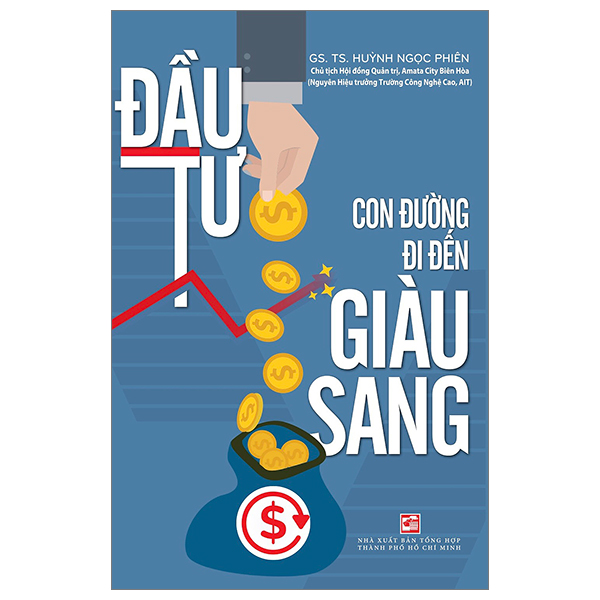 GS. TS. HUỲNH NGỌC PHIÊN
Chủ tịch Hội đồng Quản trị, Amata City Biên Hòa
(Nguyên Hiệu trưởng Trường Công Nghệ Cao, AIT)
ĐẦU
TƯ
CON ĐƯỜNG
ĐI ĐẾN
GIÀU
SANG
NHÀ XUẤT BẢN TỔNG HỢP
THÀNH PHỐ HỒ CHÍ MINH